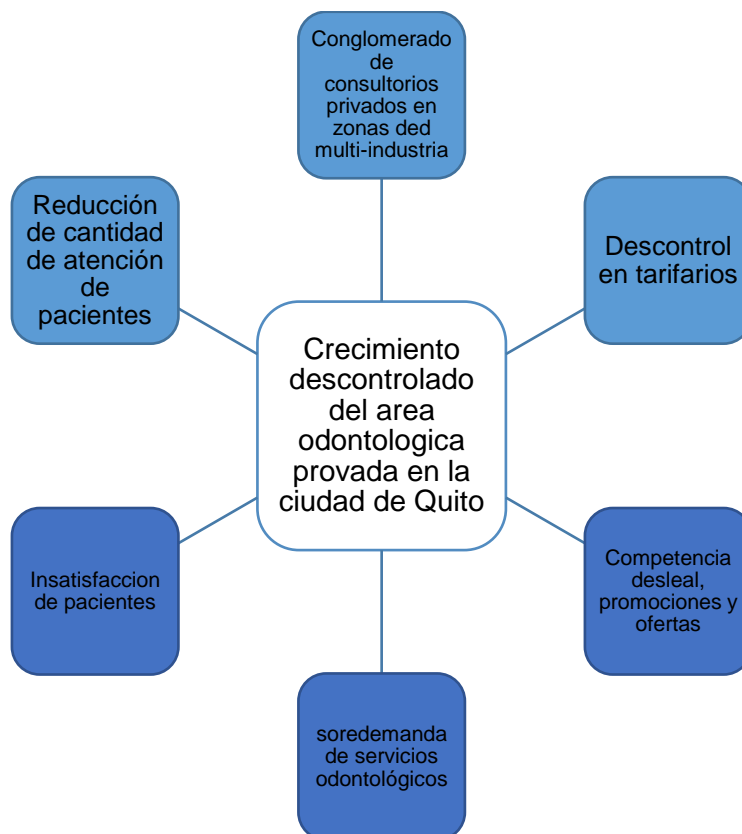 Conglomerado
de
consultorios
privados en
zonas ded
multi-industria
Reducción
de cantidad
de atención
de
pacientes
Descontrol
en tarifarios
Crecimiento
descontrolado
del area
odontologica
provada en la
ciudad de Quito
Insatisfaccion
de pacientes
Competencia
desleal,
promociones y
ofertas
soredemanda
de servicios
odontológicos